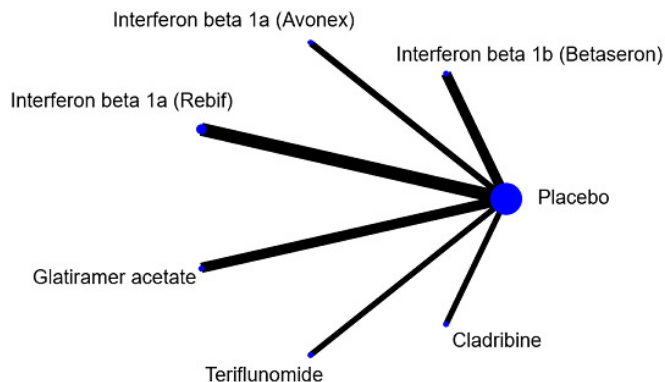 Interferon beta 1a (Avonex)
Interferon beta 1b (Betaseron)
Interferon beta 1a (Rebif)
Placebo
Glatiramer acetate
Cladribine
Teriflunomide